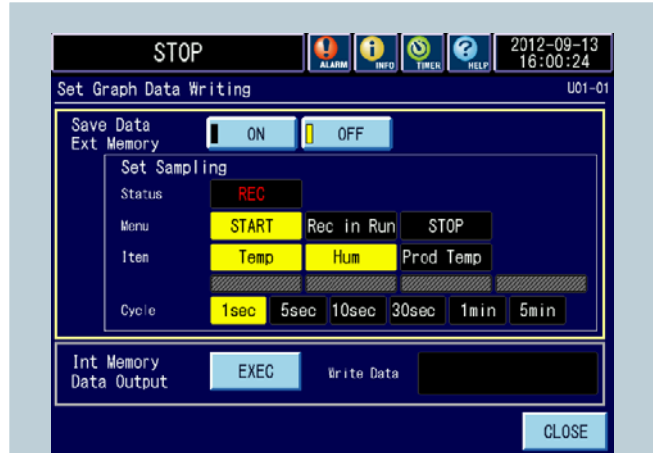 STOP ALARM INFO TIMER HELP 2012-09-13
16:00:24
Set Graph Data Writing U01-01
Save Data
Ext Memory ON OFF
Set Sampling
Status REC
Menu START Rec in Run STOP
Item Temp Hum Prod Temp
Cycle 1sec 5sec 10sec 30sec 1min 5min
Int Memory
Data Output EXEC Write Data
CLOSE